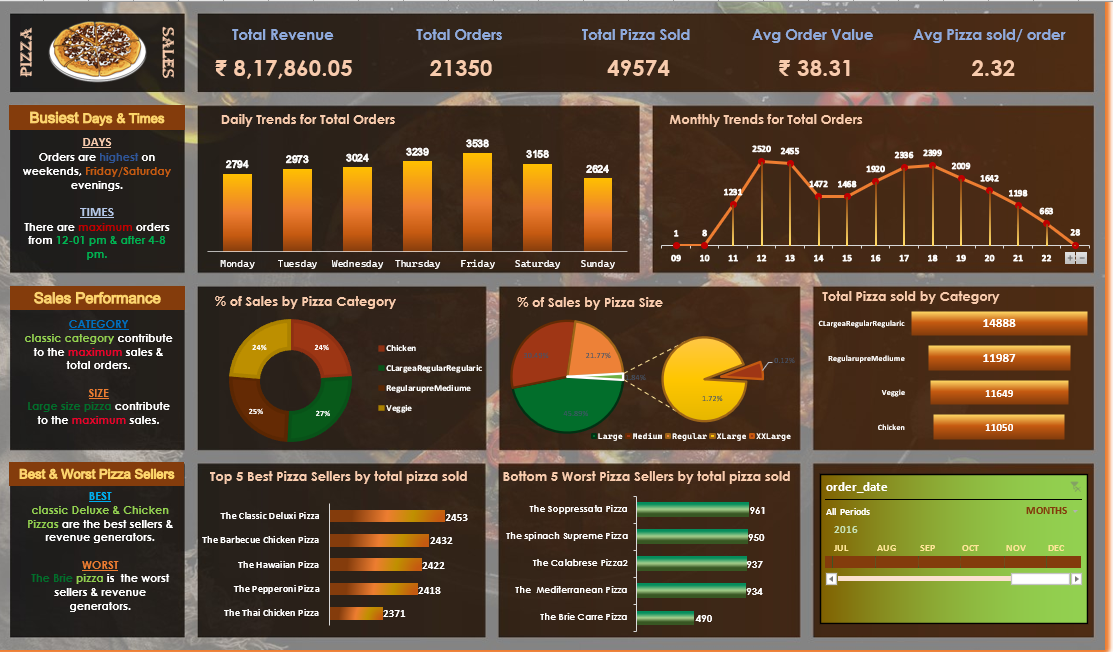 PIZZA
SALES
Total Revenue
₹ 8,17,860.05
Total Orders
21350
Total Pizza Sold
49574
Avg Order Value
₹ 38.31
Avg Pizza sold/ order
2.32
Busiest Days & Times
DAYS
Orders are highest on
weekends, Friday/Saturday
evenings.
TIMES
There are maximum orders
from 12-01 pm & after 4-8
pm.
Daily Trends for Total Orders
2794 2973 3024 3239 3538 3158 2624
Monday Tuesday Wednesday Thursday Friday Saturday Sunday
Monthly Trends for Total Orders
1 8 1231 2520 2455 1472 1468 1920 2336 2399 2009 1642 1198 663 28
09 10 11 12 13 14 15 16 17 18 19 20 21 22
Sales Performance
CATEGORY
classic category contribute
to the maximum sales &
total orders.
SIZE
Large size pizza contribute
to the maximum sales.
% of Sales by Pizza Category
24% 24%
25% 27%
Chicken
CLargeaRegularRegularic
RegularupreMediume
Veggie
% of Sales by Pizza Size
21.77%
0.12%
1.72%
Large Medium Regular XLarge XXLarge
Total Pizza sold by Category
CLargeaRegularRegularic 14888
RegularupreMediume 11987
Veggie 11649
Chicken 11050
Best & Worst Pizza Sellers
BEST
classic Deluxe & Chicken
Pizzas are the best sellers &
revenue generators.
WORST
The Brie pizza is the worst
sellers & revenue
generators.
Top 5 Best Pizza Sellers by total pizza sold
The Classic Deluxi Pizza 2453
The Barbecue Chicken Pizza 2432
The Hawaiian Pizza 2422
The Pepperoni Pizza 2418
The Thai Chicken Pizza 2371
Bottom 5 Worst Pizza Sellers by total pizza sold
The Soppressata Pizza 961
The spinach Supreme Pizza 950
The Calabrese Pizza2 937
The Mediterranean Pizza 934
The Brie Carre Pizza 490
order_date
All Periods MONTHS
2016
JUL AUG SEP OCT NOV DEC